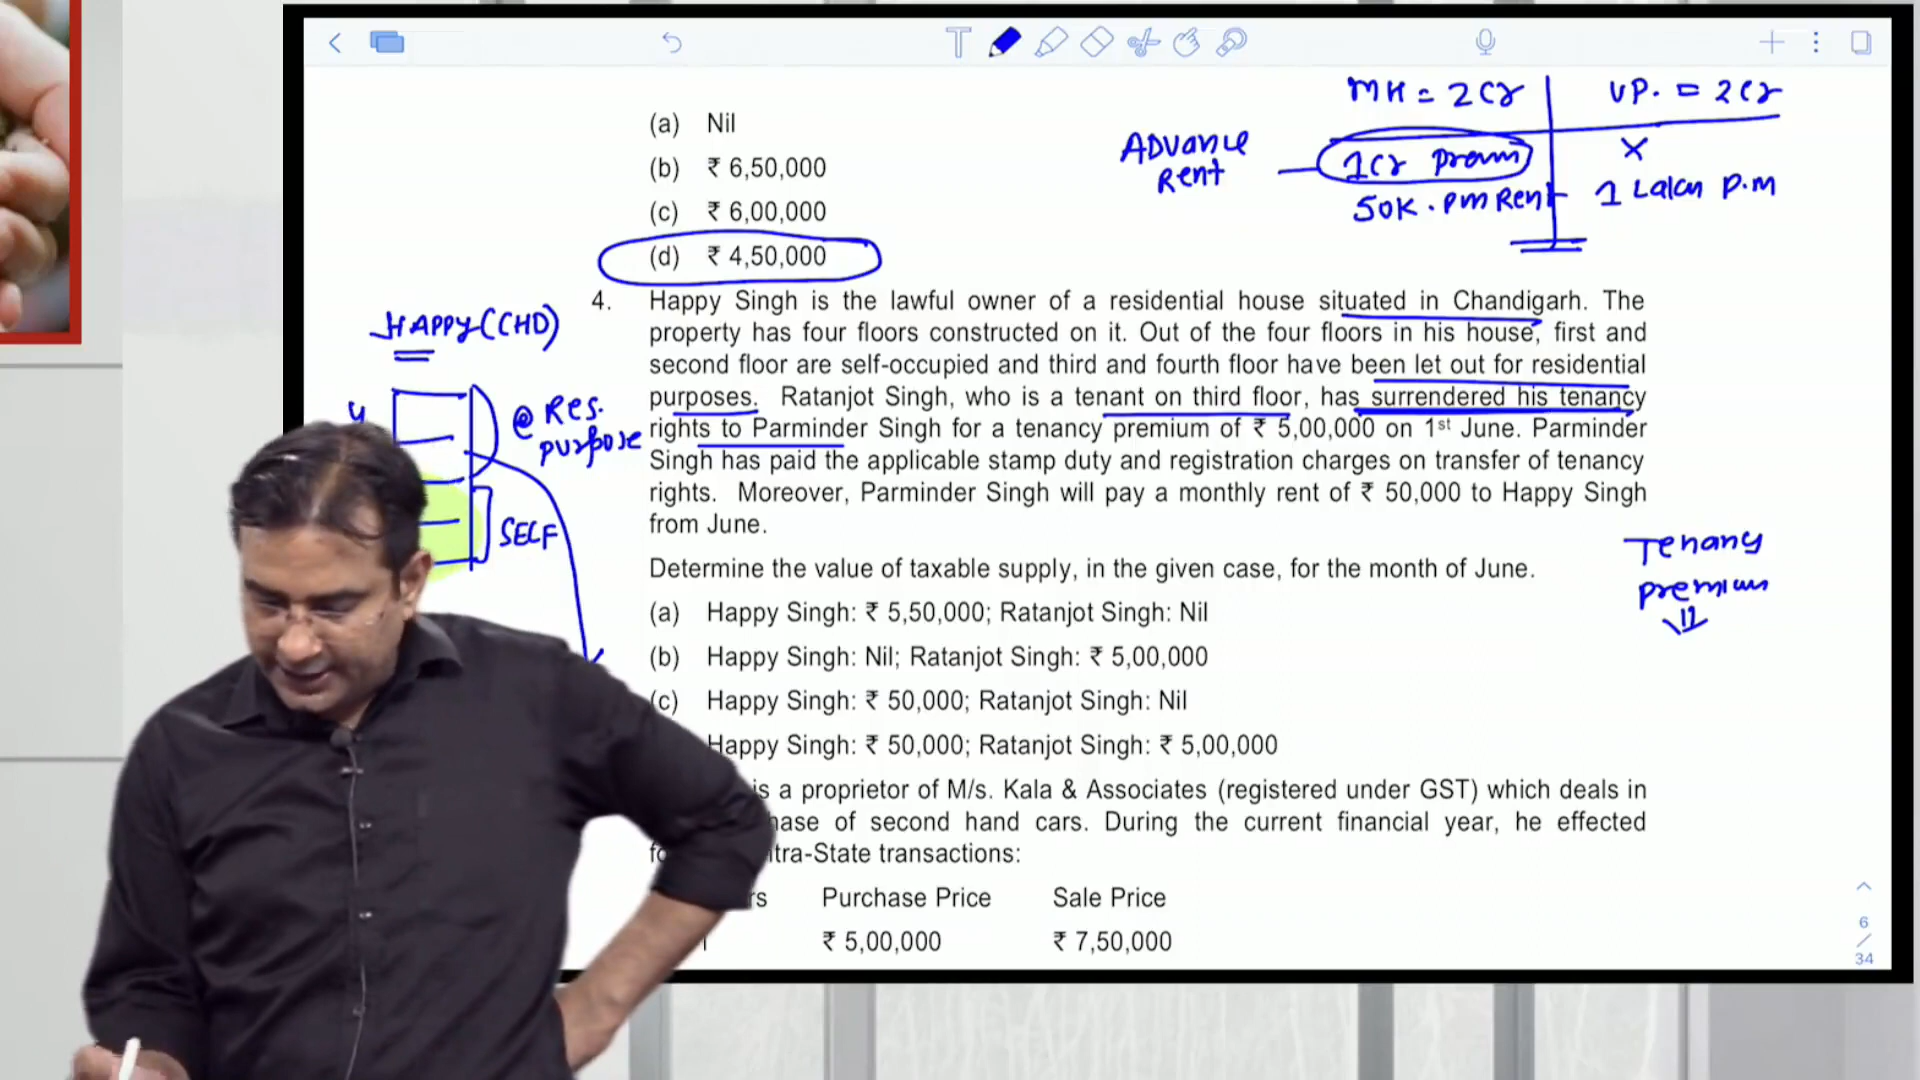 MH = 2 Cr
UP. = 2 Cr
(a) Nil
ADVANCE
Rent
1 Cr Prem
X
(b) ₹ 6,50,000
50K. Pm Rent
1 Lakh P.m
(c) ₹ 6,00,000
(d) ₹ 4,50,000
HAPPY (CHD)
4. Happy Singh is the lawful owner of a residential house situated in Chandigarh. The
property has four floors constructed on it. Out of the four floors in his house, first and
second floor are self-occupied and third and fourth floor have been let out for residential
purposes. Ratanjot Singh, who is a tenant on third floor, has surrendered his tenancy
rights to Parminder Singh for a tenancy premium of ₹ 5,00,000 on 1st June. Parminder
Singh has paid the applicable stamp duty and registration charges on transfer of tenancy
rights. Moreover, Parminder Singh will pay a monthly rent of ₹ 50,000 to Happy Singh
from June.
4
@ Res.
purpose
SELF
Tenancy
premium
Determine the value of taxable supply, in the given case, for the month of June.
(a) Happy Singh: ₹ 5,50,000; Ratanjot Singh: Nil
(b) Happy Singh: Nil; Ratanjot Singh: ₹ 5,00,000
(c) Happy Singh: ₹ 50,000; Ratanjot Singh: Nil
Happy Singh: ₹ 50,000; Ratanjot Singh: ₹ 5,00,000
is a proprietor of M/s. Kala & Associates (registered under GST) which deals in
of second hand cars. During the current financial year, he effected
transactions:
Purchase Price Sale Price
₹ 5,00,000 ₹ 7,50,000
6
/
34